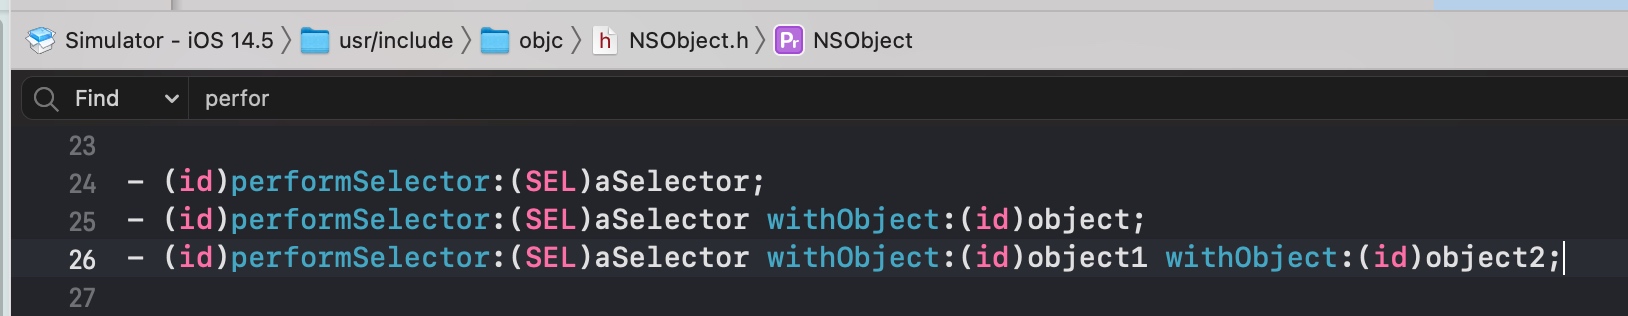 Simulator - iOS 14.5 〉 usr/include 〉 objc 〉 h NSObject.h 〉 Pr NSObject
Find perfor
23
24 - (id)performSelector:(SEL)aSelector;
25 - (id)performSelector:(SEL)aSelector withObject:(id)object;
26 - (id)performSelector:(SEL)aSelector withObject:(id)object1 withObject:(id)object2;
27